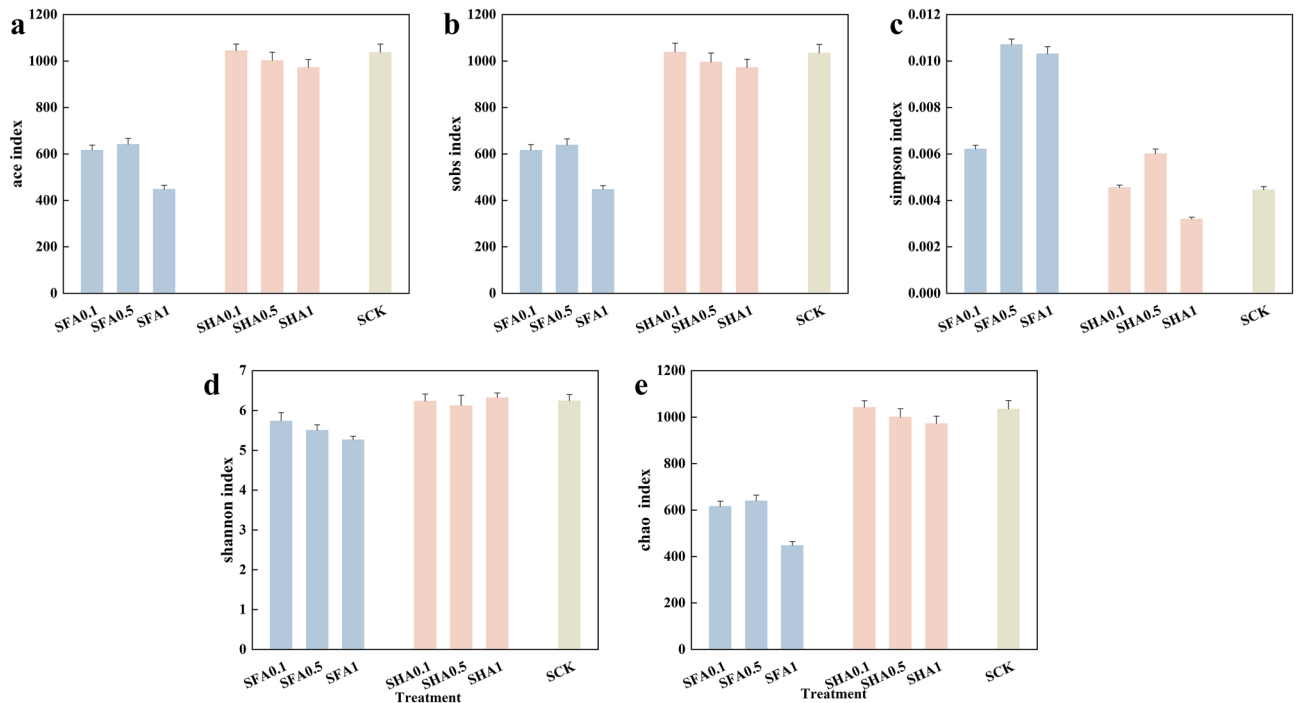 a
1200
1000
800
600
400
200
0
ace index
SFA0.1
SFA0.5
SFA1
SHA0.1
SHA0.5
SHA1
SCK
b
1200
1000
800
600
400
200
0
sobs index
SFA0.1
SFA0.5
SFA1
SHA0.1
SHA0.5
SHA1
SCK
c
0.012
0.010
0.008
0.006
0.004
0.002
0.000
simpson index
SFA0.1
SFA0.5
SFA1
SHA0.1
SHA0.5
SHA1
SCK
d
7
6
5
4
3
2
1
0
shannon index
SFA0.1
SFA0.5
SFA1
SHA0.1
SHA0.5
SHA1
SCK
Treatment
e
1200
1000
800
600
400
200
0
chao index
SFA0.1
SFA0.5
SFA1
SHA0.1
SHA0.5
SHA1
SCK
Treatment